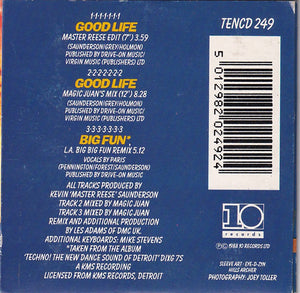 1·1·1·1·1·1·1
GOOD LIFE
MASTER REESE EDIT (7") 3.59
(SAUNDERSON/GREY/HOLMON)
PUBLISHED BY DRIVE-ON MUSIC/
VIRGIN MUSIC (PUBLISHERS) LTD
2·2·2·2·2·2·2
GOOD LIFE
MAGIC JUAN'S MIX (12") 8.28
(SAUNDERSON/GREY/HOLMON)
PUBLISHED BY DRIVE-ON MUSIC/
VIRGIN MUSIC (PUBLISHERS) LTD
3·3·3·3·3·3·3
BIG FUN*
L.A. BIG BIG FUN REMIX 5.12
VOCALS BY PARIS
(PENNINGTON/FOREST/SAUNDERSON)
PUBLISHED BY DRIVE-ON MUSIC
ALL TRACKS PRODUCED BY
KEVIN 'MASTER REESE' SAUNDERSON
TRACK 2 MIXED BY MAGIC JUAN
TRACK 3 MIXED BY MAGIC JUAN
REMIX AND ADDITIONAL PRODUCTION
BY LES ADAMS OF DMC UK
ADDITIONAL KEYBOARDS: MIKE STEVENS
*TAKEN FROM THE ALBUM
'TECHNO! THE NEW DANCE SOUND OF DETROIT' DIXG 75
A KMS RECORDING
LICENSED FROM KMS RECORDS, DETROIT
TENCD 249
5 012982 024924
10
records
℗ 1988 10 RECORDS LTD
© 1988 10 RECORDS LTD
SLEEVE ART: EYE-D-ZYN
ARCHER
PHOTOGRAPHY: JOEY TOLLER